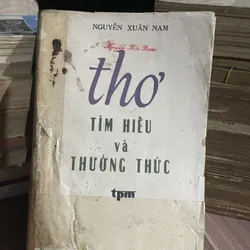 NGUYỄN XUÂN NAM
thơ
TÌM HIỂU
và
THƯỞNG THỨC
tpm